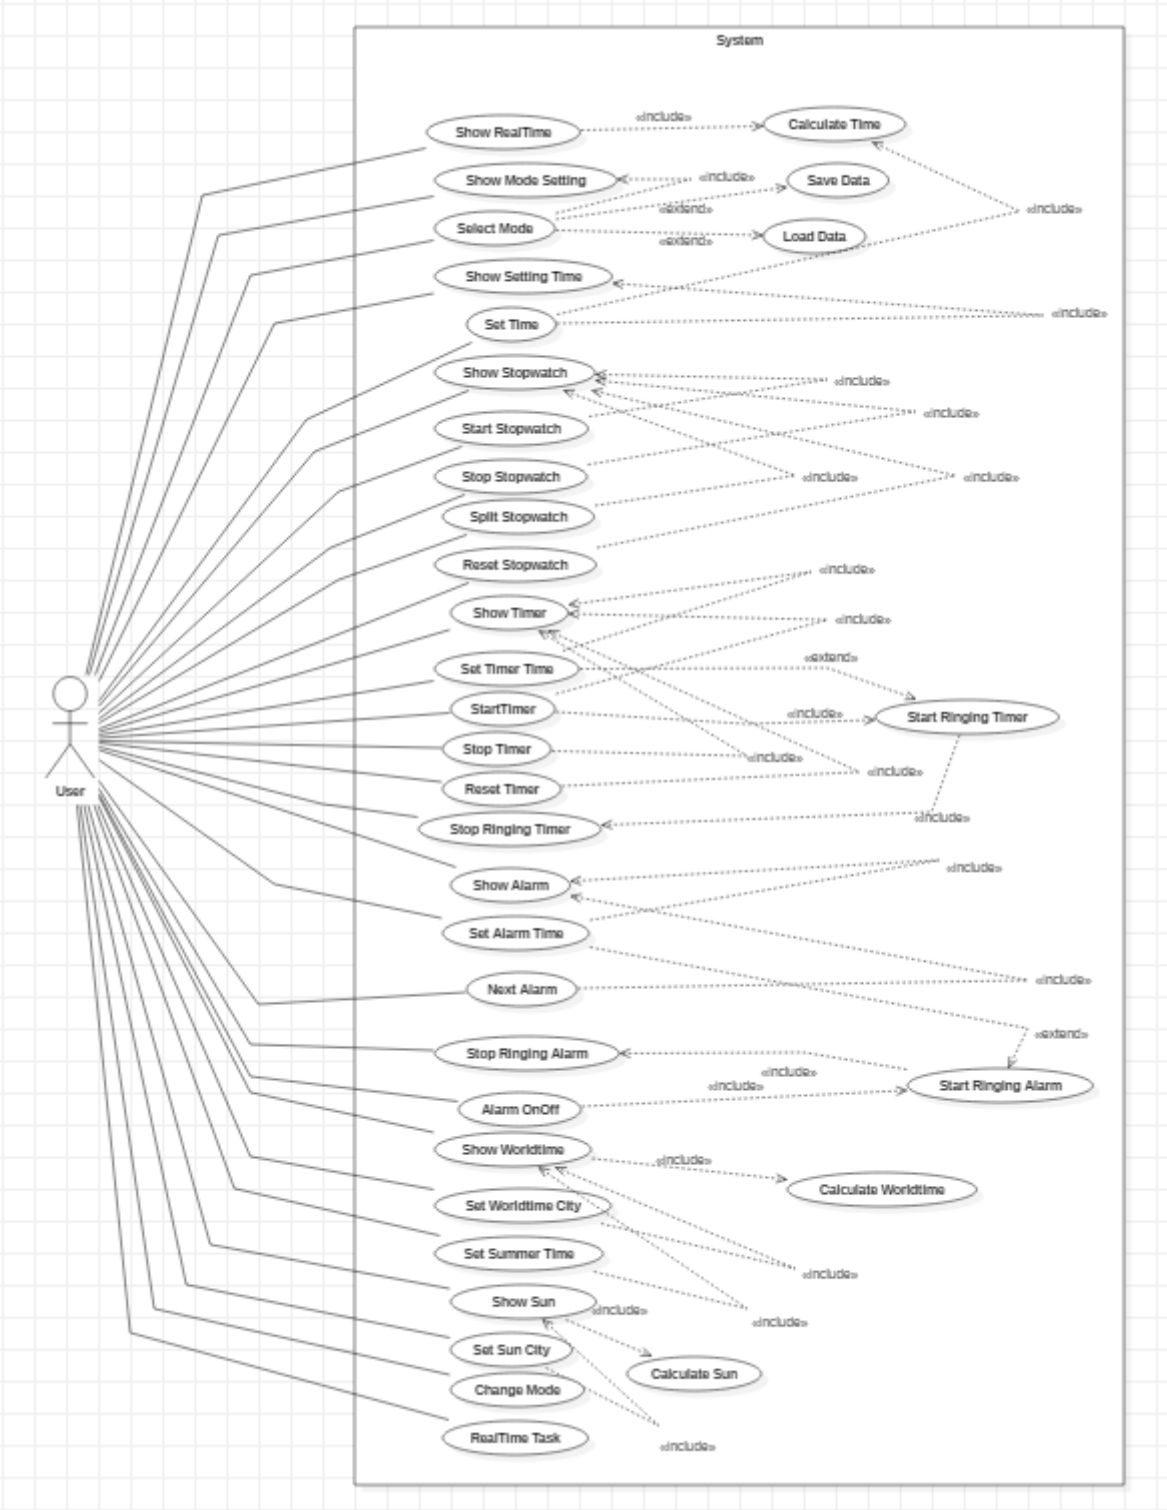 System
Show RealTime
«include»
Calculate Time
Show Mode Setting
«include»
Save Data
Select Mode
«extend»
«extend»
Load Data
«include»
Show Setting Time
Set Time
«include»
Show Stopwatch
«include»
«include»
Start Stopwatch
Stop Stopwatch
«include»
«include»
Split Stopwatch
Reset Stopwatch
«include»
Show Timer
«include»
Set Timer Time
«extend»
StartTimer
«include»
Start Ringing Timer
Stop Timer
«include»
«include»
Reset Timer
User
Stop Ringing Timer
«include»
Show Alarm
«include»
Set Alarm Time
Next Alarm
«include»
«extend»
Stop Ringing Alarm
«include»
«include»
Start Ringing Alarm
Alarm OnOff
Show Worldtime
«include»
Calculate Worldtime
Set Worldtime City
Set Summer Time
«include»
Show Sun
«include»
«include»
Set Sun City
Calculate Sun
Change Mode
RealTime Task
«include»